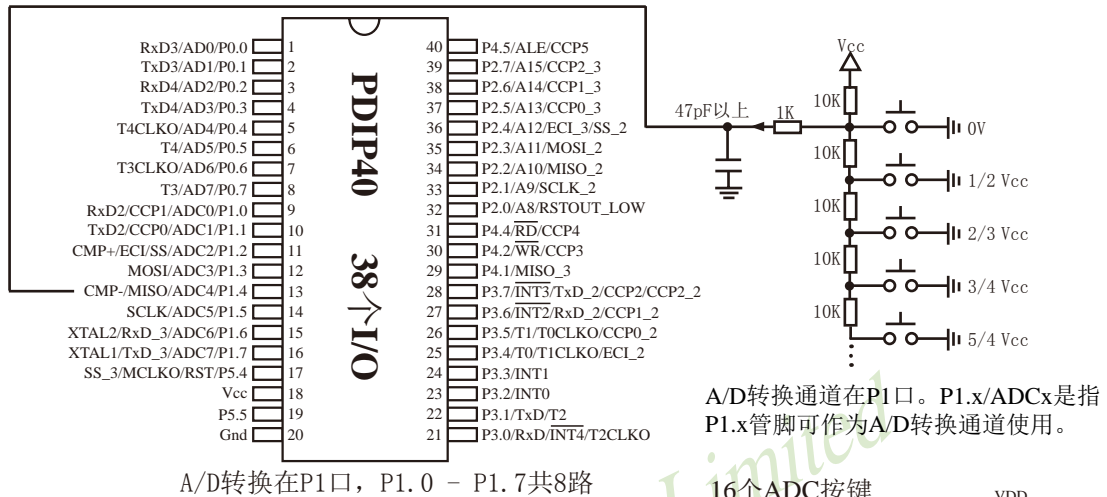 RxD3/AD0/P0.0 1
TxD3/AD1/P0.1 2
RxD4/AD2/P0.2 3
TxD4/AD3/P0.3 4
T4CLKO/AD4/P0.4 5
T4/AD5/P0.5 6
T3CLKO/AD6/P0.6 7
T3/AD7/P0.7 8
RxD2/CCP1/ADC0/P1.0 9
TxD2/CCP0/ADC1/P1.1 10
CMP+/ECI/SS/ADC2/P1.2 11
MOSI/ADC3/P1.3 12
CMP-/MISO/ADC4/P1.4 13
SCLK/ADC5/P1.5 14
XTAL2/RxD_3/ADC6/P1.6 15
XTAL1/TxD_3/ADC7/P1.7 16
SS_3/MCLKO/RST/P5.4 17
Vcc 18
P5.5 19
Gnd 20
PDIP40 38个I/O
40 P4.5/ALE/CCP5
39 P2.7/A15/CCP2_3
38 P2.6/A14/CCP1_3
37 P2.5/A13/CCP0_3
36 P2.4/A12/ECI_3/SS_2
35 P2.3/A11/MOSI_2
34 P2.2/A10/MISO_2
33 P2.1/A9/SCLK_2
32 P2.0/A8/RSTOUT_LOW
31 P4.4/RD/CCP4
30 P4.2/WR/CCP3
29 P4.1/MISO_3
28 P3.7/INT3/TxD_2/CCP2/CCP2_2
27 P3.6/INT2/RxD_2/CCP1_2
26 P3.5/T1/T0CLKO/CCP0_2
25 P3.4/T0/T1CLKO/ECI_2
24 P3.3/INT1
23 P3.2/INT0
22 P3.1/TxD/T2
21 P3.0/RxD/INT4/T2CLKO
A/D转换在P1口，P1.0 - P1.7共8路
Vcc
10K
47pF以上 1K
0V
10K
1/2 Vcc
10K
2/3 Vcc
10K
3/4 Vcc
10K
5/4 Vcc
A/D转换通道在P1口。P1.x/ADCx是指
P1.x管脚可作为A/D转换通道使用。
Limited
16个ADC按键
VDD